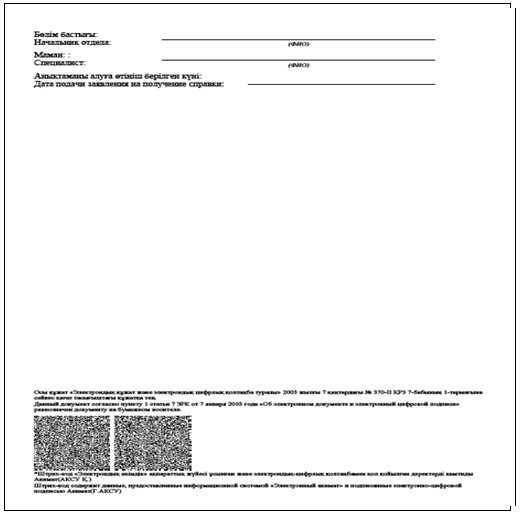 Бөлім бастығы:
Начальник отдела:
(ФИО)
Маман: :
Специалист:
(ФИО)
Анықтаманы алуға өтініш берілген күні:
Дата подачи заявления на получение справки:
Осы құжат «Электрондық құжат және электрондық цифрлық қолтаңба туралы» 2003 жылғы 7 қаңтардағы № 370-II ҚРЗ 7-бабының 1-тармағына
сәйкес қағаз тасығыштағы құжатпен тең.
Данный документ согласно пункту 1 статьи 7 ЗРК от 7 января 2003 года «Об электронном документе и электронный цифровой подписи»
равнозначен документу на бумажном носителе.
*Штрих-код «Электрондық әкімдік» ақпараттық жүйесі ұсынған және электрондық-цифрлық қолтаңбамен қол қойылған деректерді қамтиды
Акимат(АКСУ Қ.)
Штрих-код содержит данные, предоставленные информационной системой «Электронный акимат» и подписанные электронно-цифровой
подписью Акимат(Г.АКСУ)